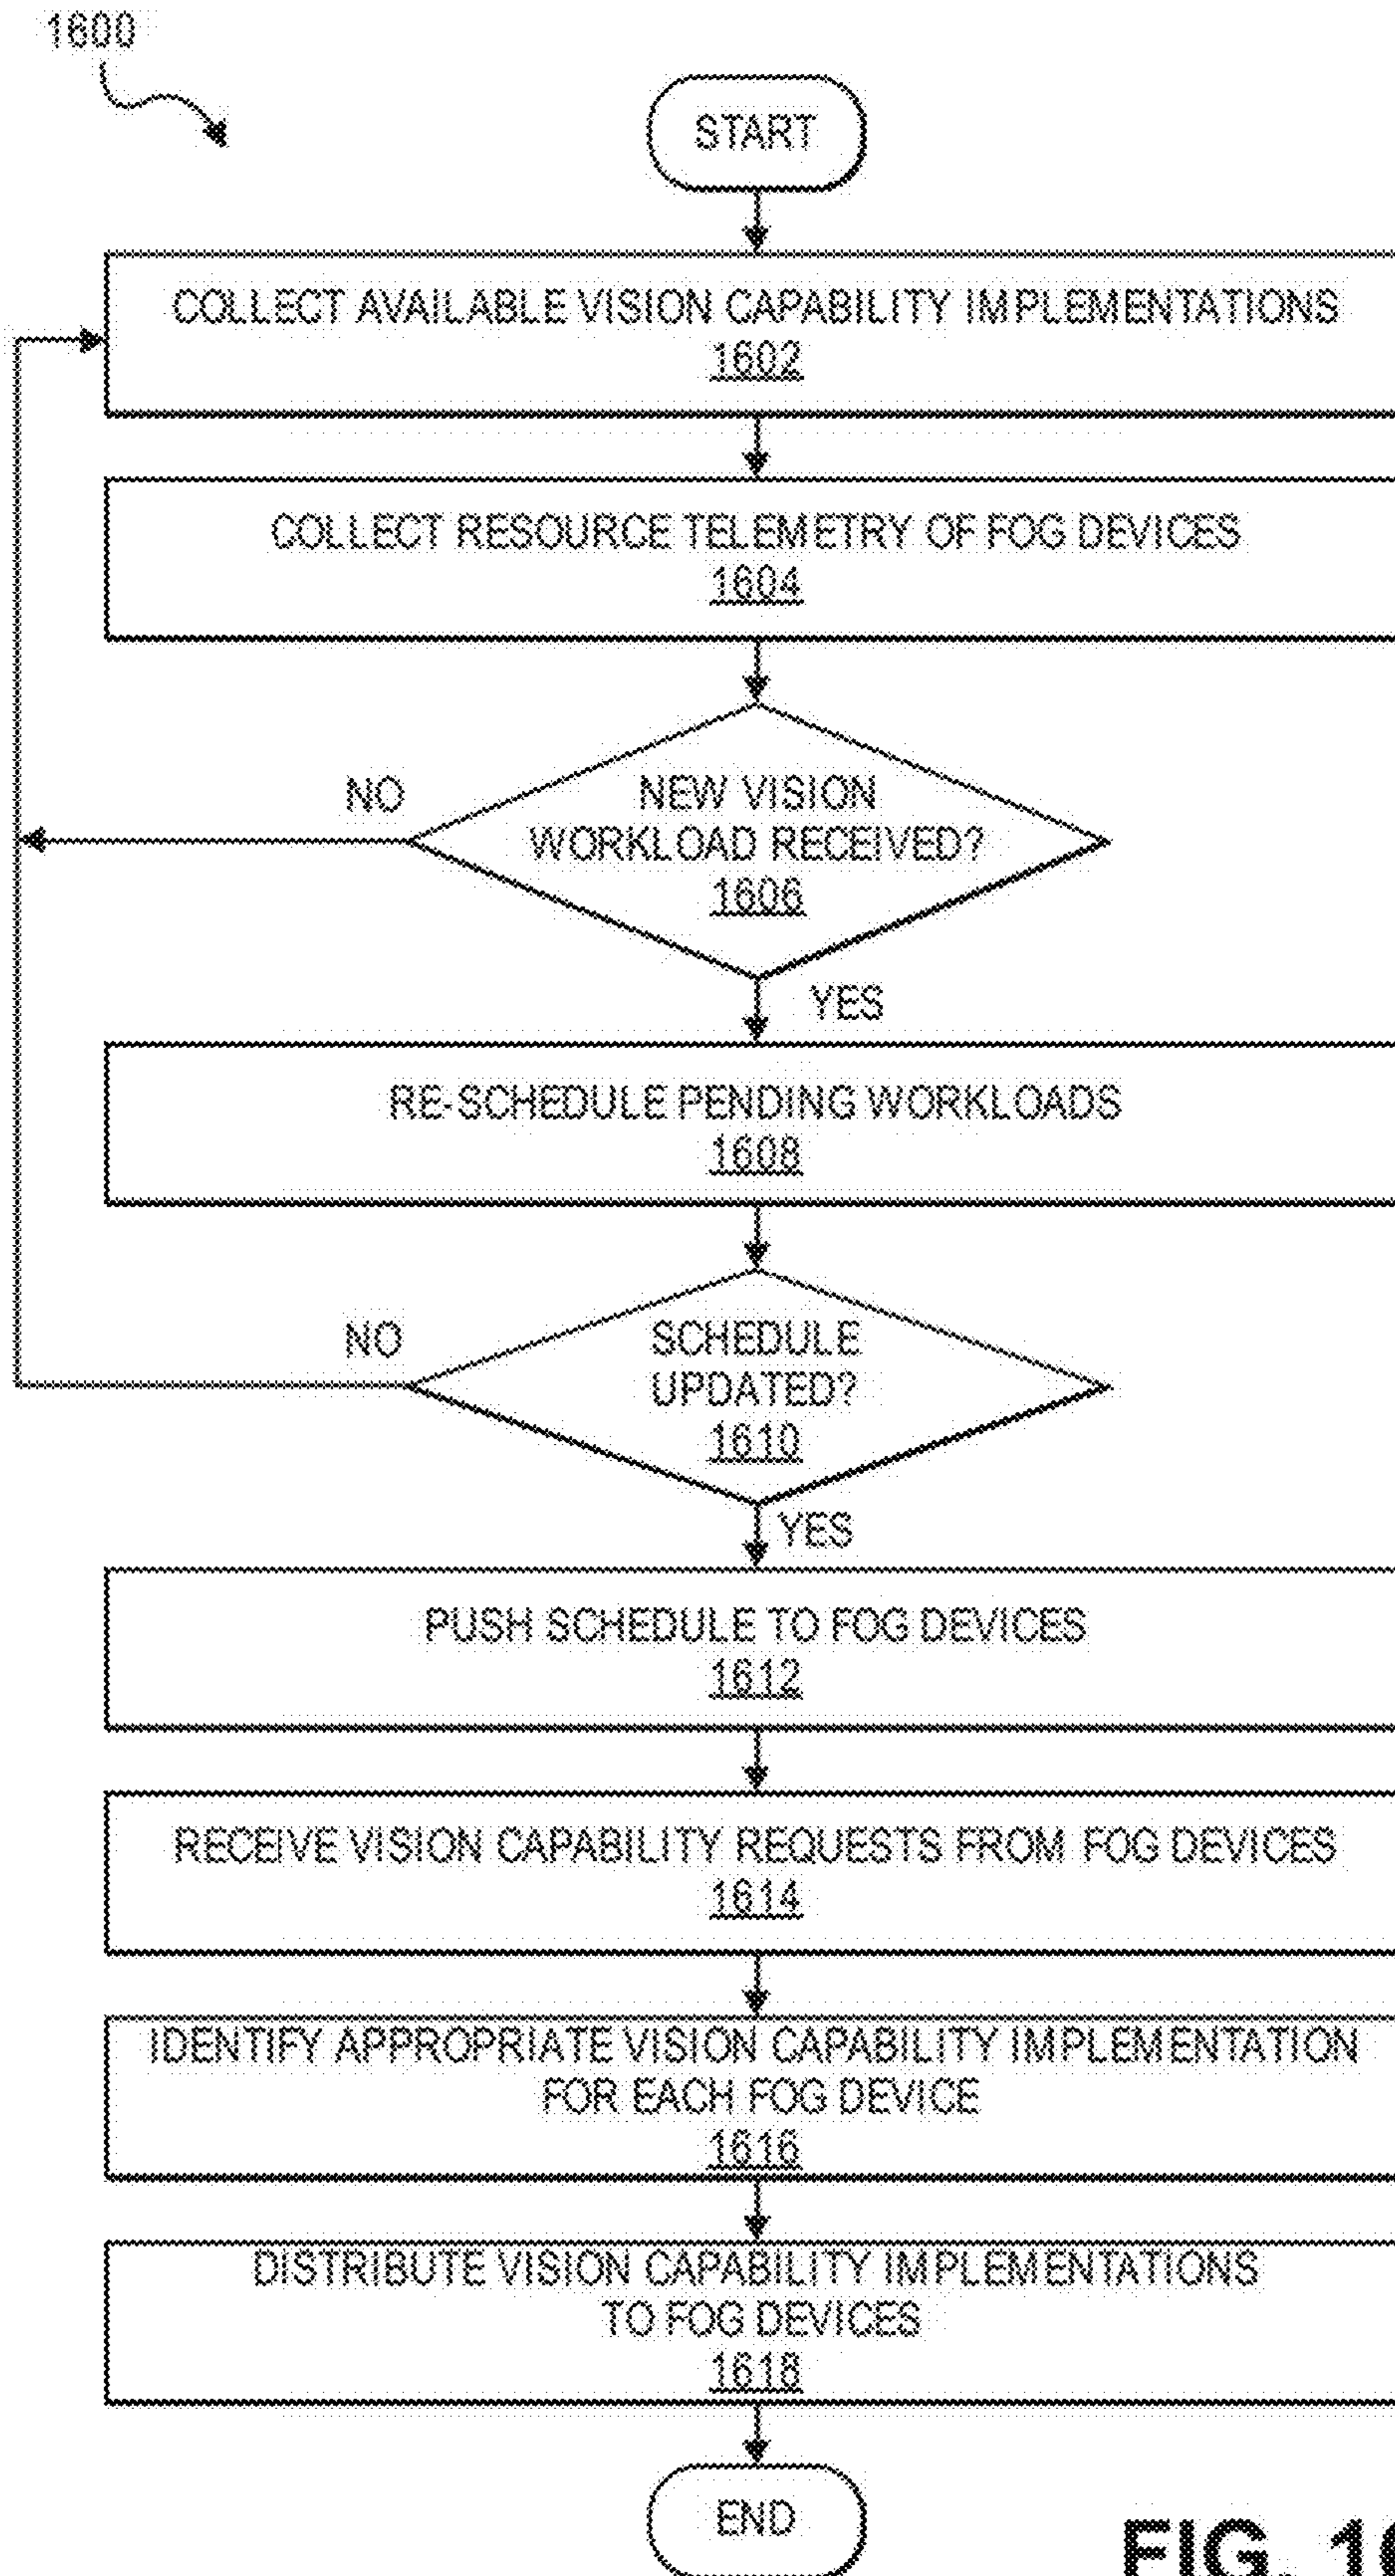 1600
START
COLLECT AVAILABLE VISION CAPABILITY IMPLEMENTATIONS
1602
COLLECT RESOURCE TELEMETRY OF FOG DEVICES
1604
NO
NEW VISION
WORKLOAD RECEIVED?
1606
YES
RE-SCHEDULE PENDING WORKLOADS
1608
NO
SCHEDULE
UPDATED?
1610
YES
PUSH SCHEDULE TO FOG DEVICES
1612
RECEIVE VISION CAPABILITY REQUESTS FROM FOG DEVICES
1614
IDENTIFY APPROPRIATE VISION CAPABILITY IMPLEMENTATION
FOR EACH FOG DEVICE
1616
DISTRIBUTE VISION CAPABILITY IMPLEMENTATIONS
TO FOG DEVICES
1618
END
FIG. 16